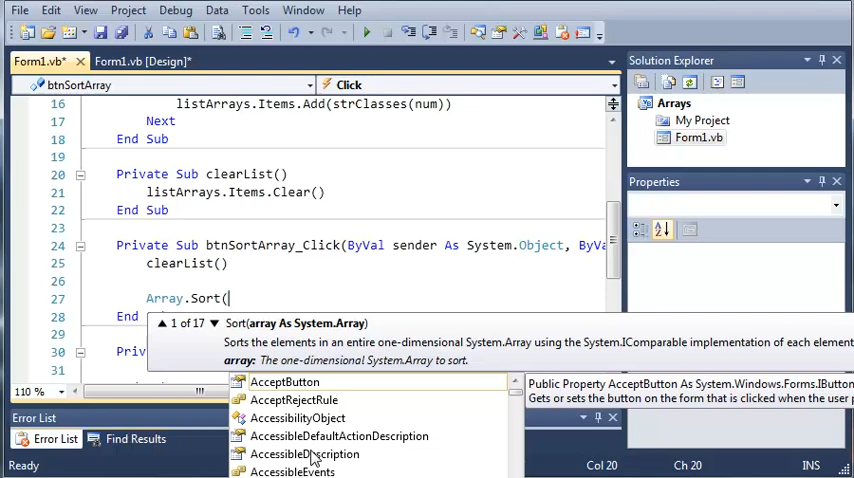 File Edit View Project Debug Data Tools Window Help
Form1.vb* Form1.vb [Design]*
btnSortArray Click
16 listArrays.Items.Add(strClasses(num))
17 Next
18 End Sub
19
20 Private Sub clearList()
21 listArrays.Items.Clear()
22 End Sub
23
24 Private Sub btnSortArray_Click(ByVal sender As System.Object, ByVa
25 clearList()
26
27 Array.Sort(
28 End
29
30 Priv
31
1 of 17 Sort(array As System.Array)
Sorts the elements in an entire one-dimensional System.Array using the System.IComparable implementation of each elemen
array: The one-dimensional System.Array to sort.
AcceptButton
AcceptRejectRule
AccessibilityObject
AccessibleDefaultActionDescription
AccessibleDescription
AccessibleEvents
Public Property AcceptButton As System.Windows.Forms.IButton
Gets or sets the button on the form that is clicked when the user p
110 %
Error List
Error List Find Results
Ready Col 20 Ch 20 INS
Solution Explorer
Arrays
My Project
Form1.vb
Properties